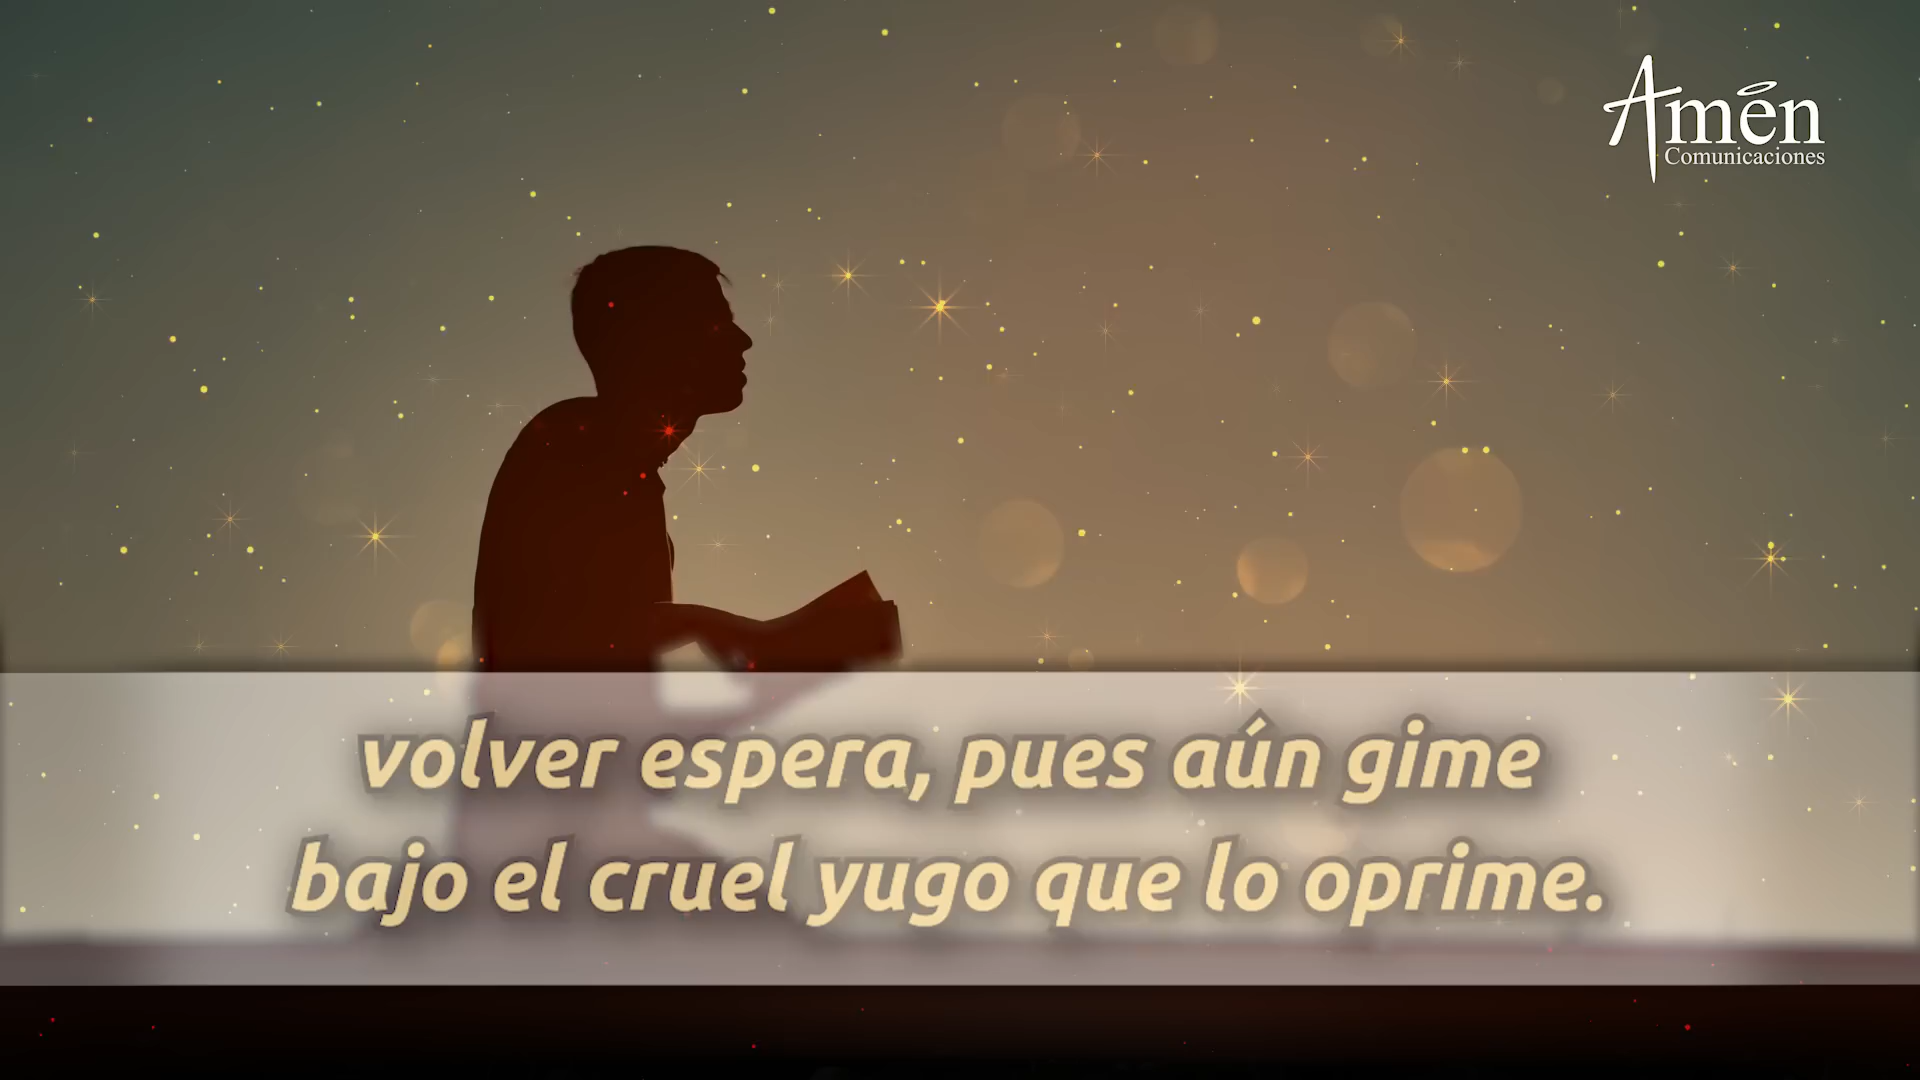 Amén
Comunicaciones
volver espera, pues aún gime
bajo el cruel yugo que lo oprime.